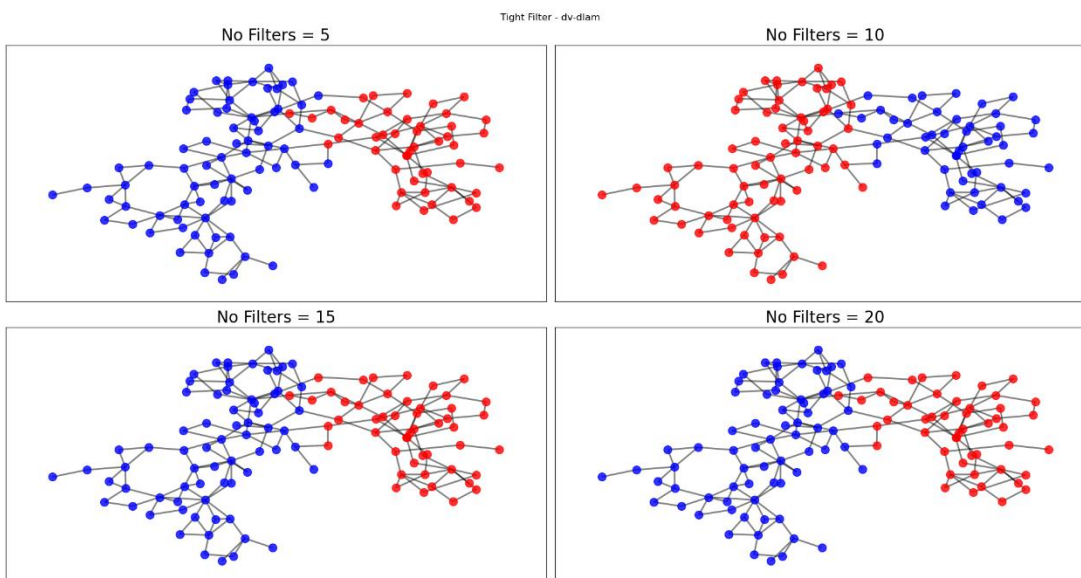 Tight Filter - dv-dlam
No Filters = 5
No Filters = 10
No Filters = 15
No Filters = 20